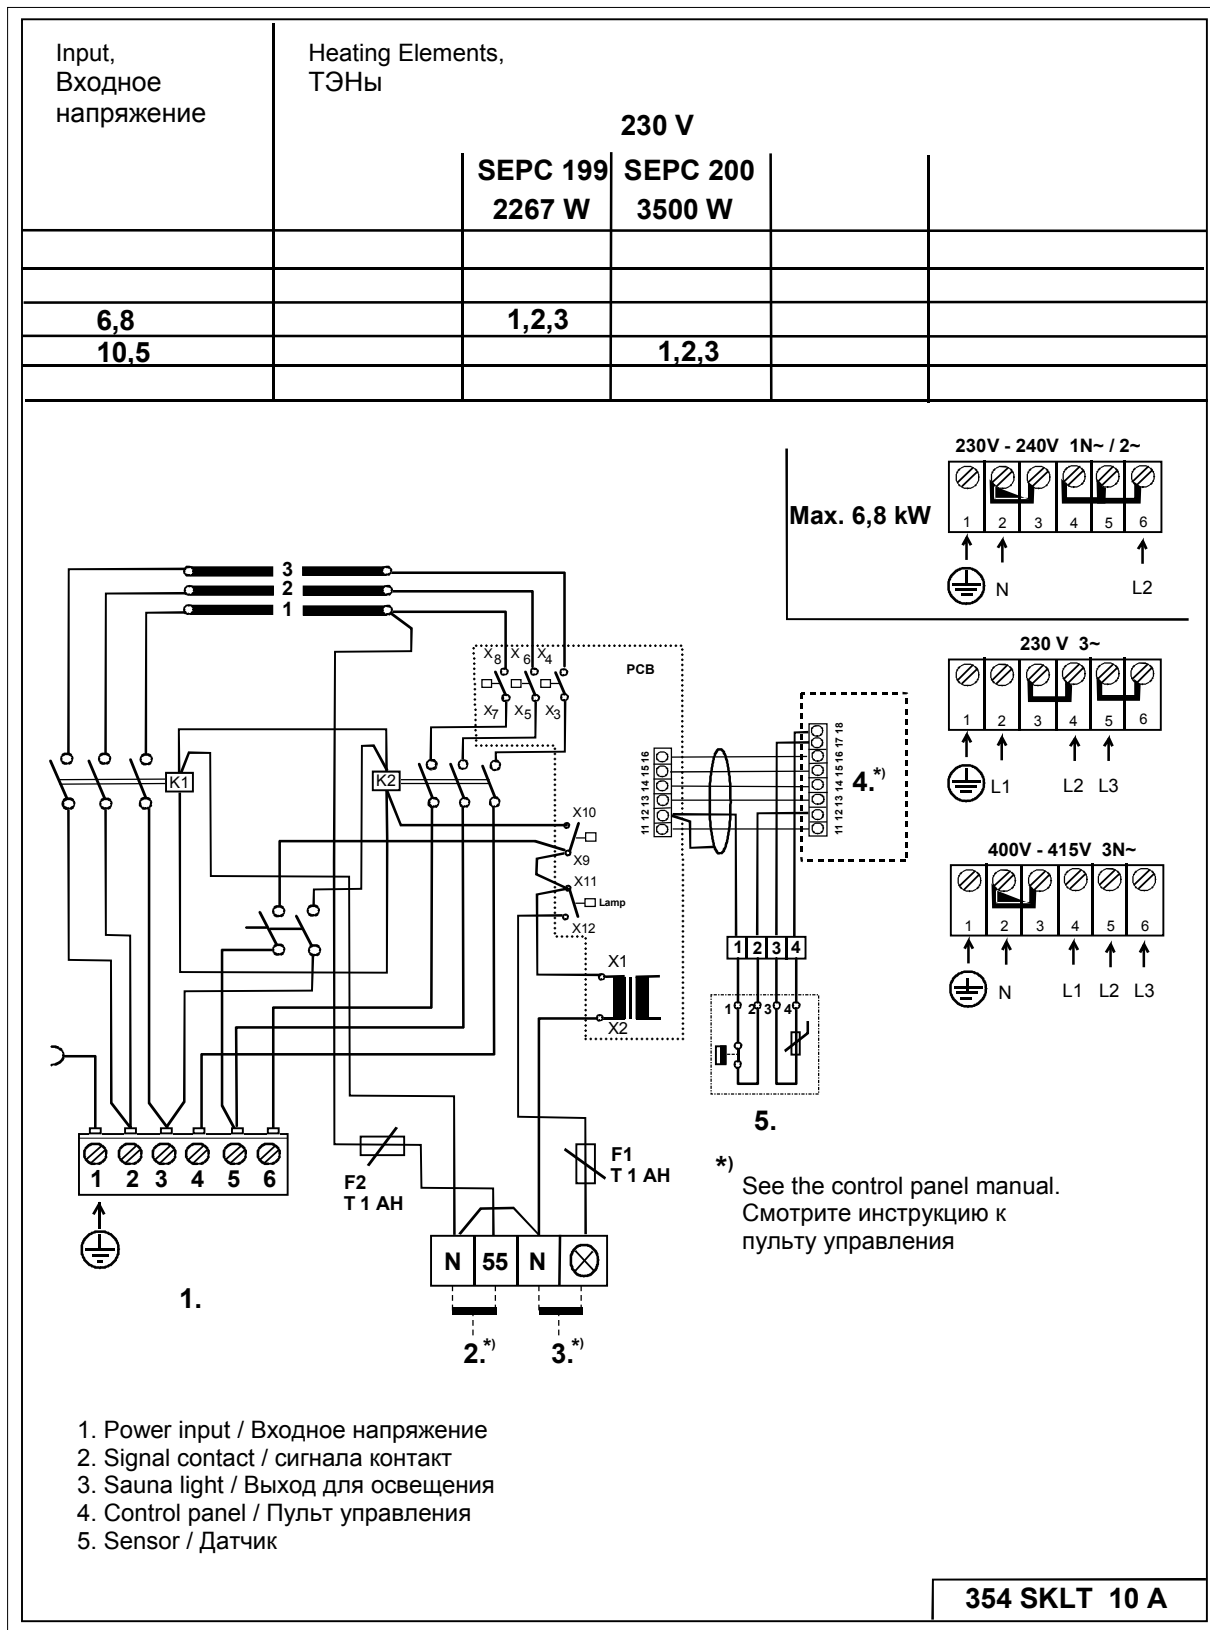 Input,
Входное
напряжение
Heating Elements,
ТЭНы
230 V
SEPC 199 SEPC 200
2267 W 3500 W
6,8 1,2,3
10,5 1,2,3
230V - 240V 1N~ / 2~
Max. 6,8 kW
1 2 3 4 5 6
N L2
230 V 3~
1 2 3 4 5 6
L1 L2 L3
400V - 415V 3N~
1 2 3 4 5 6
N L1 L2 L3
3
2
1
X8 X6 X4
PCB
X7 X5 X3
K1 K2
11 12 13 14 15 16
11 12 13 14 15 16 17 18
4.*)
X10
X9
X11
Lamp
X12
X1
X2
1 2 3 4
1 2 3 4
5.
1 2 3 4 5 6
F2
T 1 AH
F1
T 1 AH
N 55 N
1.
2.*) 3.*)
*)
See the control panel manual.
Смотрите инструкцию к
пульту управления
1. Power input / Входное напряжение
2. Signal contact / сигнала контакт
3. Sauna light / Выход для освещения
4. Control panel / Пульт управления
5. Sensor / Датчик
354 SKLT 10 A